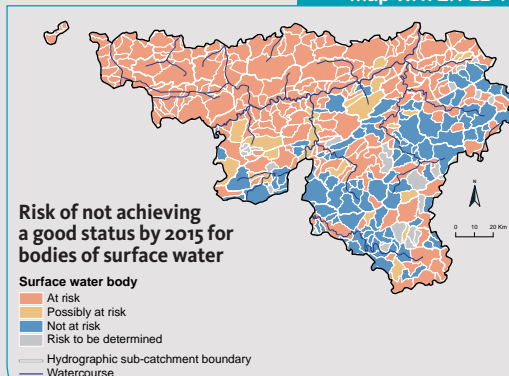 Risk of not achieving
a good status by 2015 for
bodies of surface water
Surface water body
At risk
Possibly at risk
Not at risk
Risk to be determined
Hydrographic sub-catchment boundary
Watercourse
N
0 10 20 Km